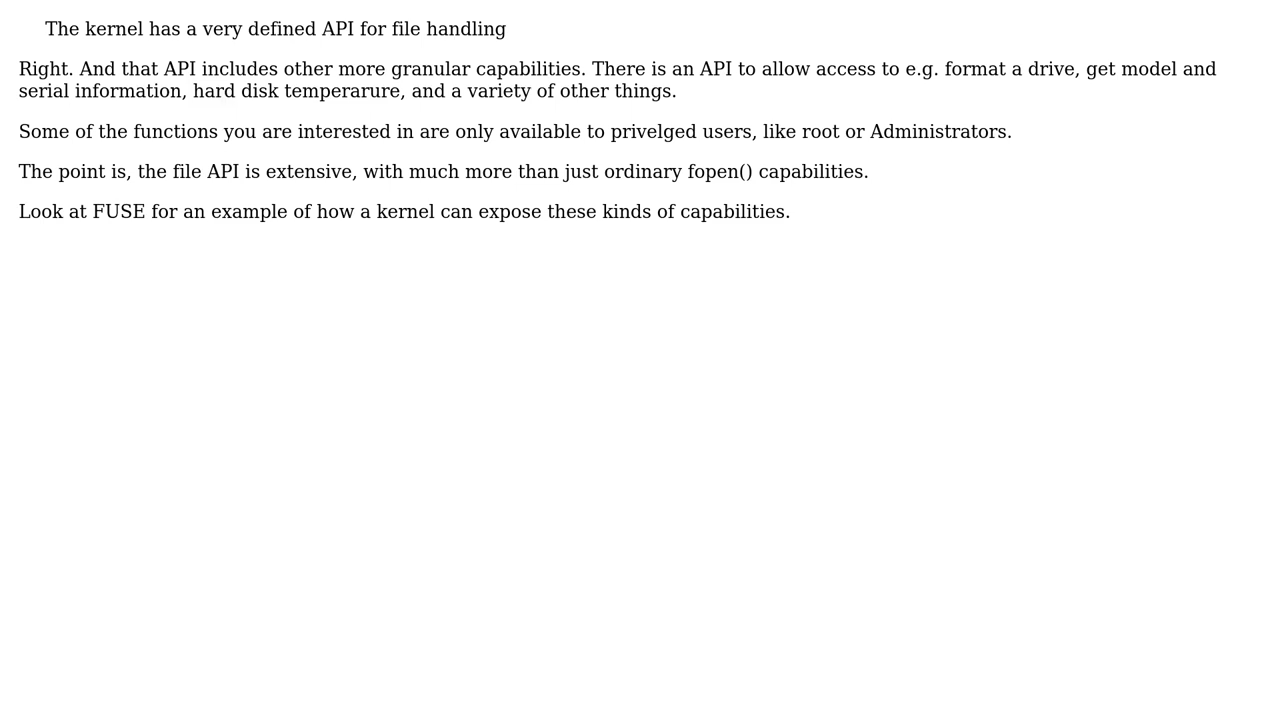 The kernel has a very defined API for file handling
Right. And that API includes other more granular capabilities. There is an API to allow access to e.g. format a drive, get model and
serial information, hard disk temperarure, and a variety of other things.
Some of the functions you are interested in are only available to privelged users, like root or Administrators.
The point is, the file API is extensive, with much more than just ordinary fopen() capabilities.
Look at FUSE for an example of how a kernel can expose these kinds of capabilities.